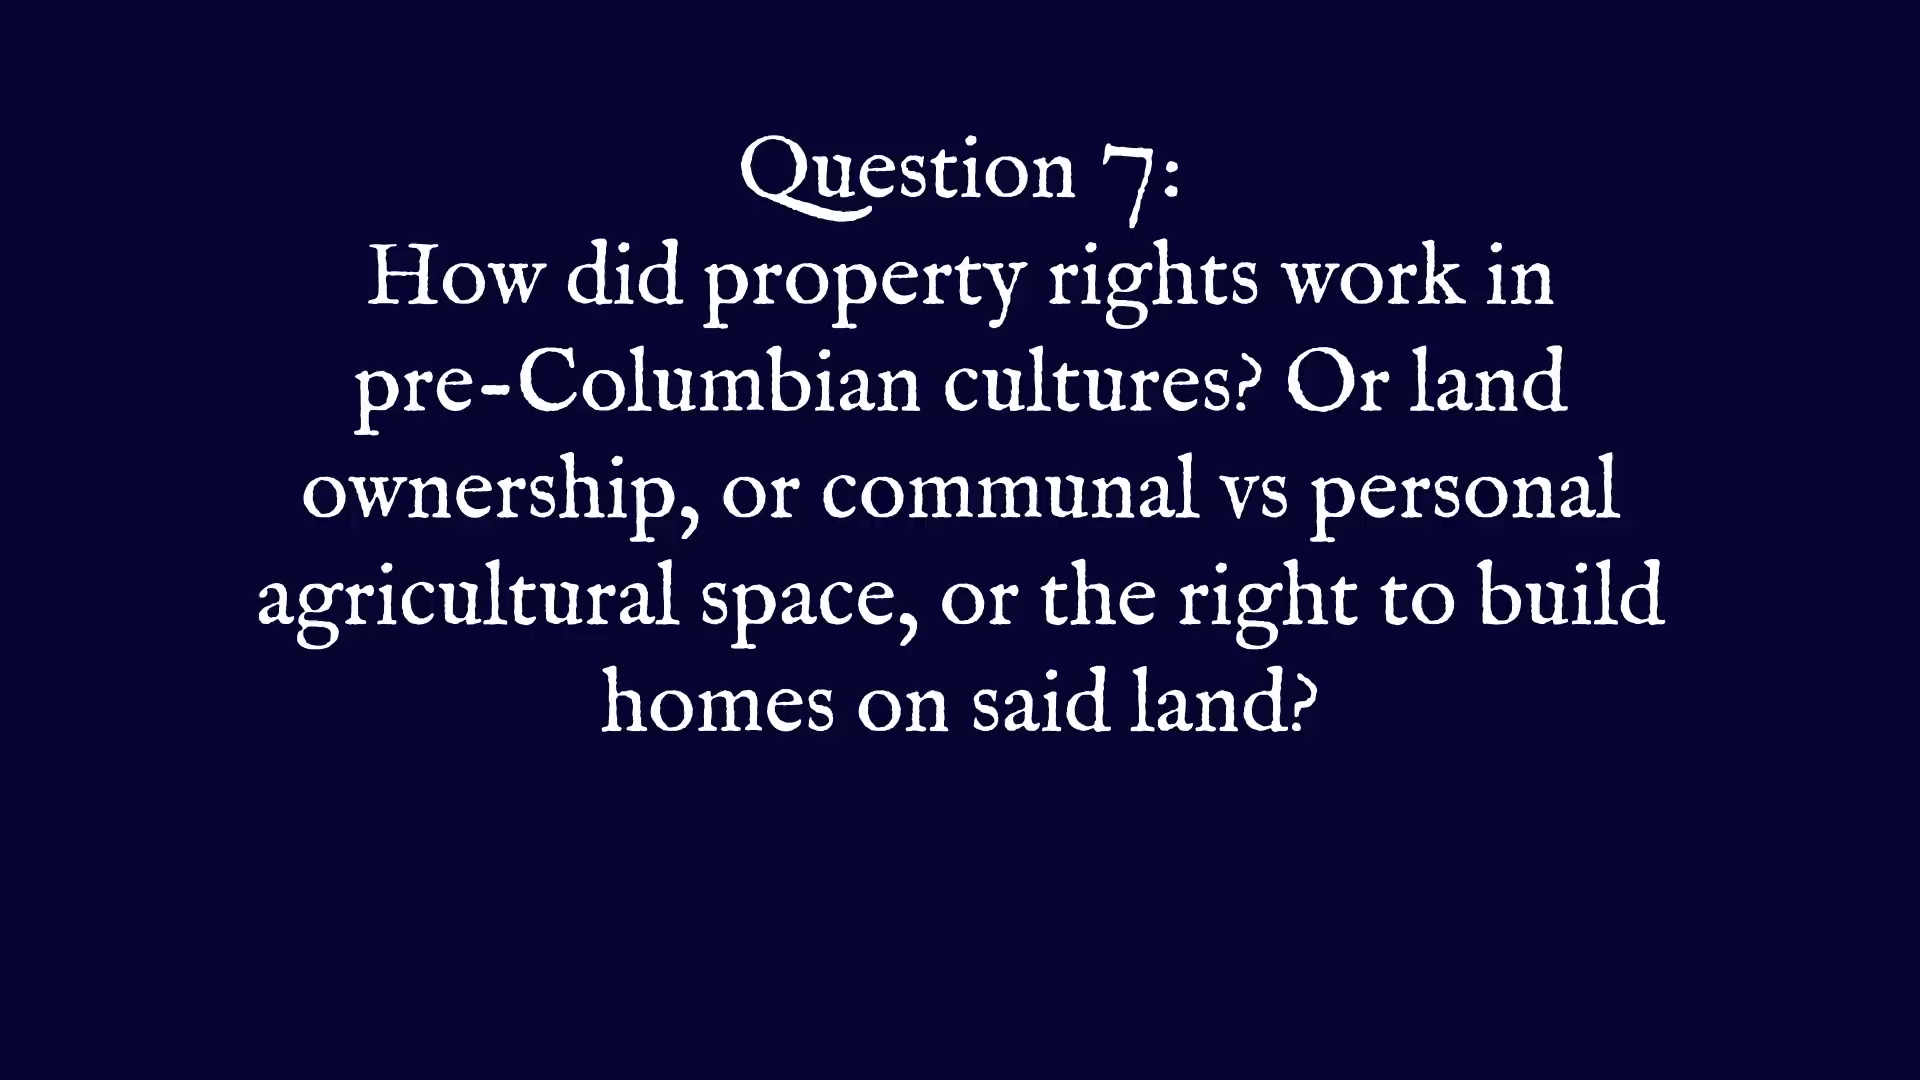 Question 7:
How did property rights work in
pre-Columbian cultures? Or land
ownership, or communal vs personal
agricultural space, or the right to build
homes on said land?